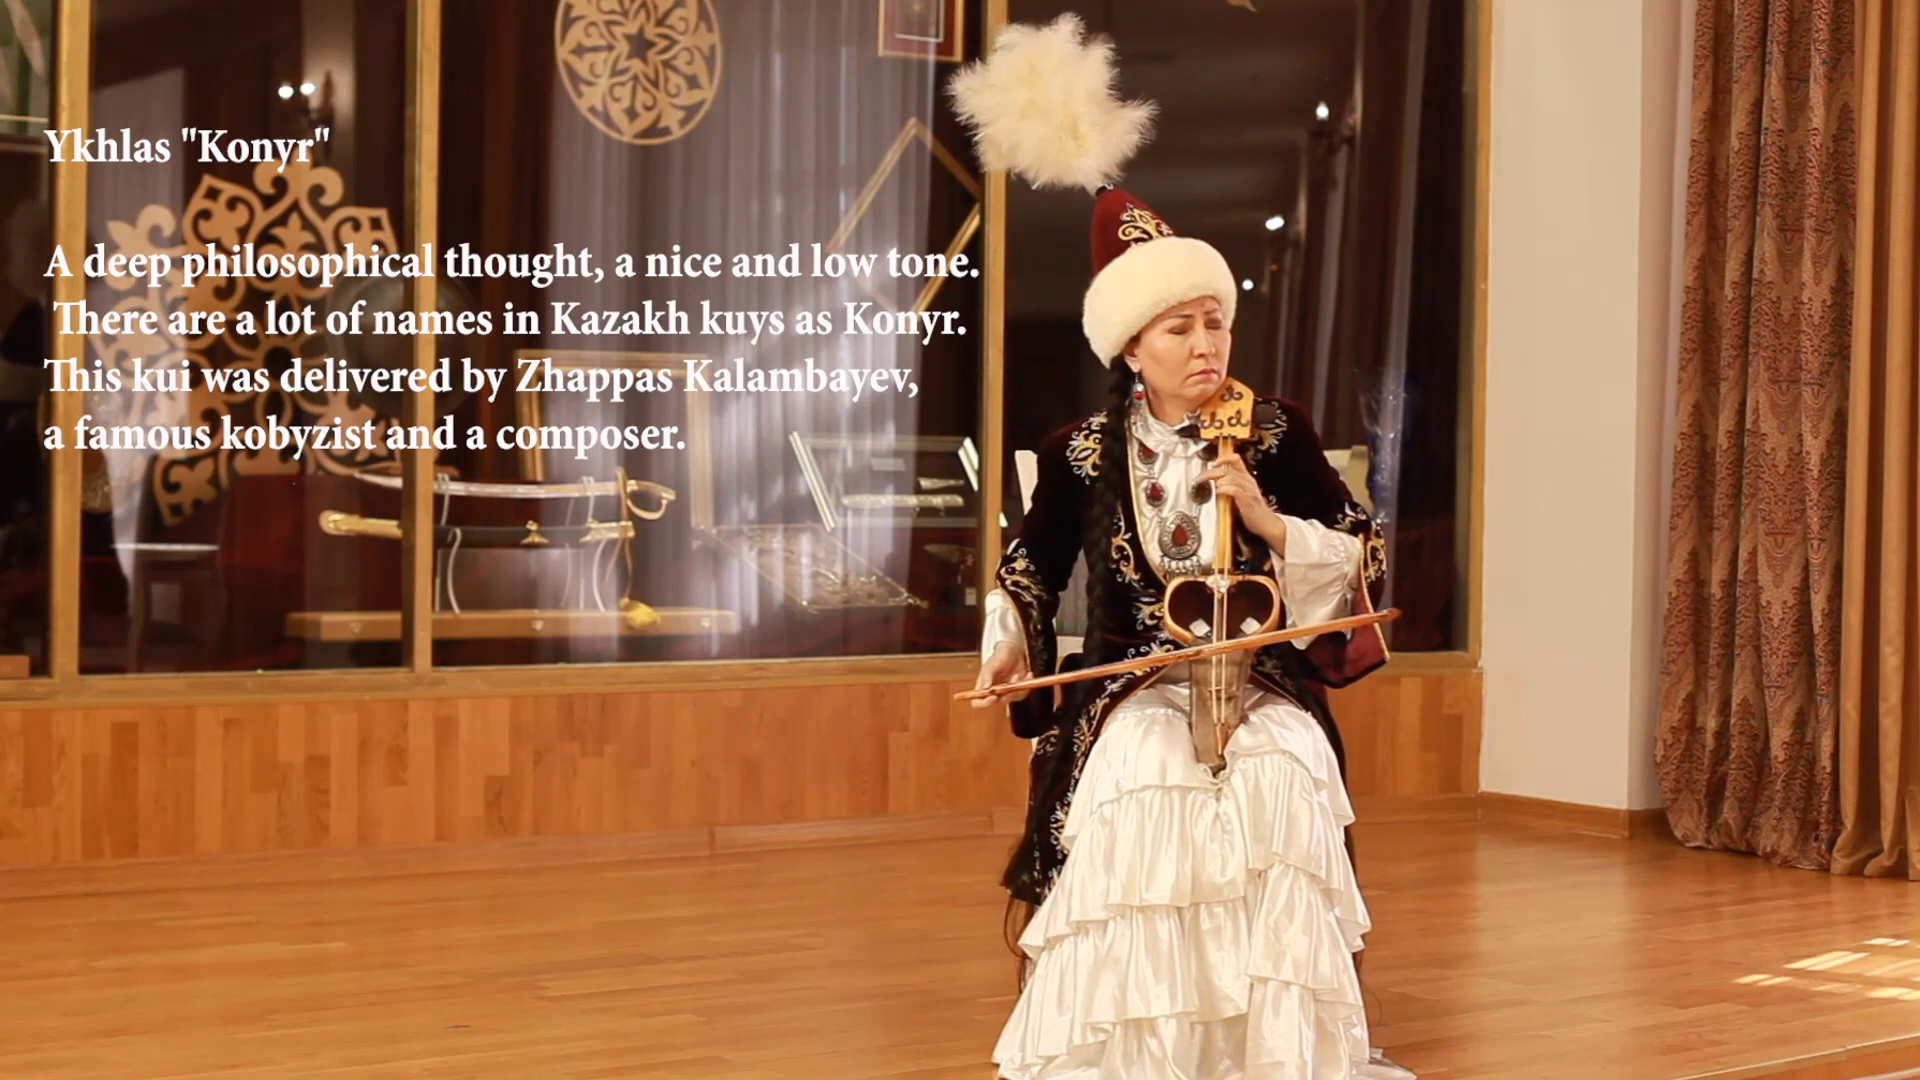 Ykhlas "Konyr"
A deep philosophical thought, a nice and low tone.
There are a lot of names in Kazakh kuys as Konyr.
This kui was delivered by Zhappas Kalambayev,
a famous kobyzist and a composer.